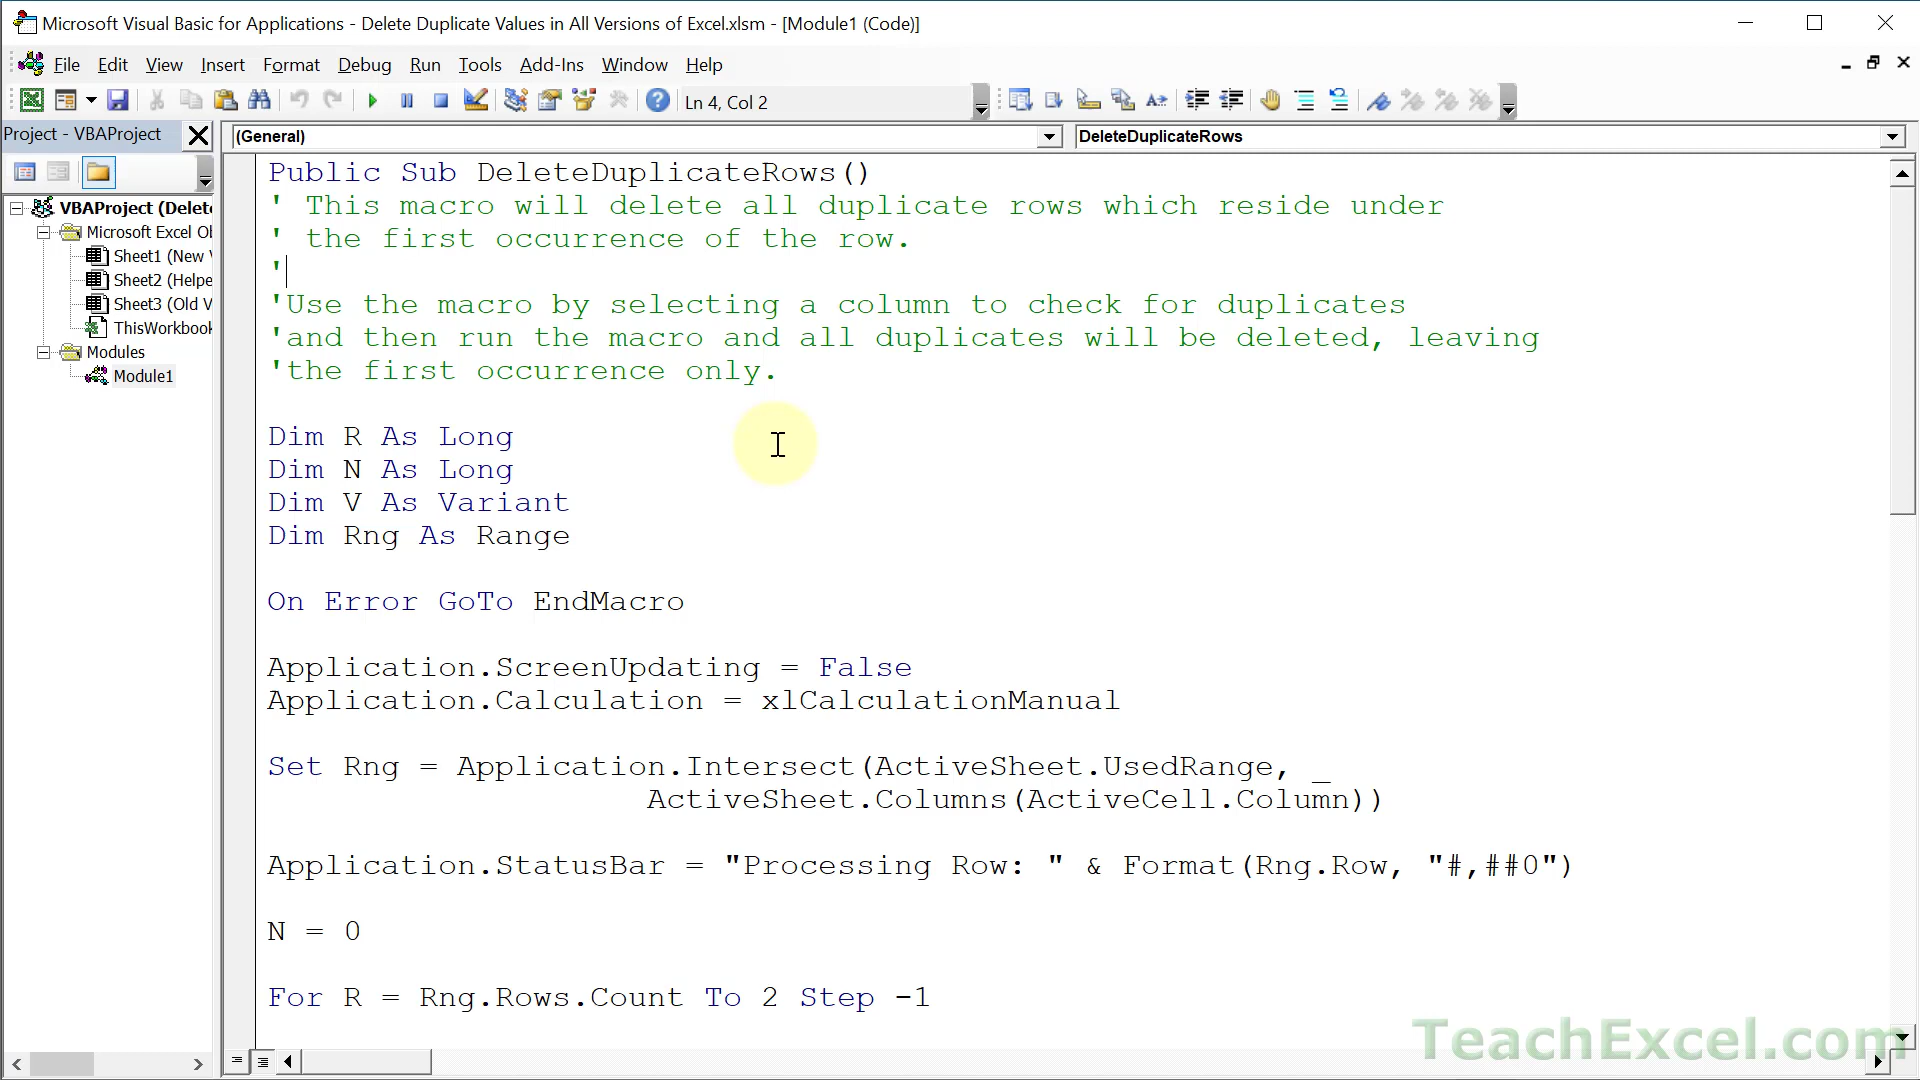 Microsoft Visual Basic for Applications - Delete Duplicate Values in All Versions of Excel.xlsm - [Module1 (Code)]
File Edit View Insert Format Debug Run Tools Add-Ins Window Help
Ln 4, Col 2
Project - VBAProject
(General)
DeleteDuplicateRows
VBAProject (Delet
Microsoft Excel Ob
Sheet1 (New V
Sheet2 (Helpe
Sheet3 (Old V
ThisWorkbook
Modules
Module1
Public Sub DeleteDuplicateRows()
' This macro will delete all duplicate rows which reside under
' the first occurrence of the row.
'
'Use the macro by selecting a column to check for duplicates
'and then run the macro and all duplicates will be deleted, leaving
'the first occurrence only.
Dim R As Long
Dim N As Long
Dim V As Variant
Dim Rng As Range
On Error GoTo EndMacro
Application.ScreenUpdating = False
Application.Calculation = xlCalculationManual
Set Rng = Application.Intersect(ActiveSheet.UsedRange, _
ActiveSheet.Columns(ActiveCell.Column))
Application.StatusBar = "Processing Row: " & Format(Rng.Row, "#,##0")
N = 0
For R = Rng.Rows.Count To 2 Step -1
TeachExcel.com